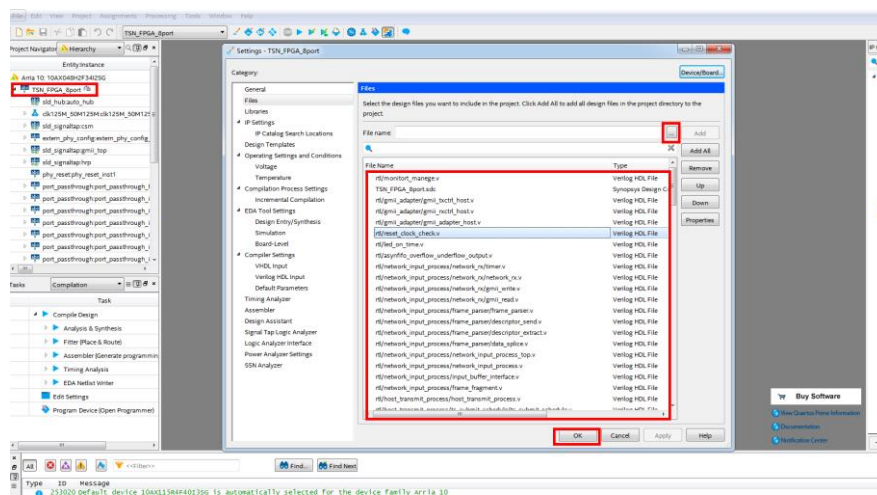 File Edit View Project Assignments Processing Tools Window Help
TSN_FPGA_8port
Project Navigator Hierarchy
Entity:Instance
Arria 10: 10AX048H2F34I2SG
TSN_FPGA_8port
sld_hub:auto_hub
clk125M_50M125M:clk125M_50M125
sld_signaltap:csm
extern_phy_config:extern_phy_config_
sld_signaltap:gmii_top
sld_signaltap:hrp
phy_reset:phy_reset_inst1
port_passthrough:port_passthrough_i
port_passthrough:port_passthrough_i
port_passthrough:port_passthrough_i
port_passthrough:port_passthrough_i
port_passthrough:port_passthrough_i
port_passthrough:port_passthrough_i
Tasks Compilation
Task
Compile Design
Analysis & Synthesis
Fitter (Place & Route)
Assembler (Generate programmin
Timing Analysis
EDA Netlist Writer
Edit Settings
Program Device (Open Programmer)
Settings - TSN_FPGA_8port
Category:
Device/Board...
General
Files
Libraries
IP Settings
IP Catalog Search Locations
Design Templates
Operating Settings and Conditions
Voltage
Temperature
Compilation Process Settings
Incremental Compilation
EDA Tool Settings
Design Entry/Synthesis
Simulation
Board-Level
Compiler Settings
VHDL Input
Verilog HDL Input
Default Parameters
Timing Analyzer
Assembler
Design Assistant
Signal Tap Logic Analyzer
Logic Analyzer Interface
Power Analyzer Settings
SSN Analyzer
Files
Select the design files you want to include in the project. Click Add All to add all design files in the project directory to the
project.
File name: ... Add
Add All
Remove
Up
Down
Properties
File Name Type
rtl/monitort_manege.v Verilog HDL File
TSN_FPGA_8port.sdc Synopsys Design C
rtl/gmii_adapter/gmii_txctrl_host.v Verilog HDL File
rtl/gmii_adapter/gmii_rxctrl_host.v Verilog HDL File
rtl/gmii_adapter/gmii_adapter_host.v Verilog HDL File
rtl/reset_clock_check.v Verilog HDL File
rtl/led_on_time.v Verilog HDL File
rtl/asynfifo_overflow_underflow_output.v Verilog HDL File
rtl/network_input_process/network_rx/timer.v Verilog HDL File
rtl/network_input_process/network_rx/network_rx.v Verilog HDL File
rtl/network_input_process/network_rx/gmii_write.v Verilog HDL File
rtl/network_input_process/network_rx/gmii_read.v Verilog HDL File
rtl/network_input_process/frame_parser/frame_parser.v Verilog HDL File
rtl/network_input_process/frame_parser/descriptor_send.v Verilog HDL File
rtl/network_input_process/frame_parser/descriptor_extract.v Verilog HDL File
rtl/network_input_process/frame_parser/data_splice.v Verilog HDL File
rtl/network_input_process/network_input_process_top.v Verilog HDL File
rtl/network_input_process/network_input_process.v Verilog HDL File
rtl/network_input_process/input_buffer_interface.v Verilog HDL File
rtl/network_input_process/frame_fragment.v Verilog HDL File
rtl/host_transmit_process/host_transmit_process.v Verilog HDL File
OK Cancel Apply Help
Buy Software
View Quartus Prime Information
Documentation
Notification Center
All <<Filter>> Find... Find Next
Type ID Message
253020 Default device 10AX115R4F40I3SG is automatically selected for the device family Arria 10